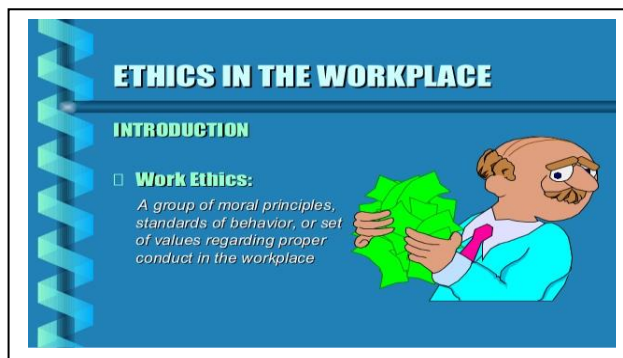 ETHICS IN THE WORKPLACE
INTRODUCTION
Work Ethics:
A group of moral principles,
standards of behavior, or set
of values regarding proper
conduct in the workplace